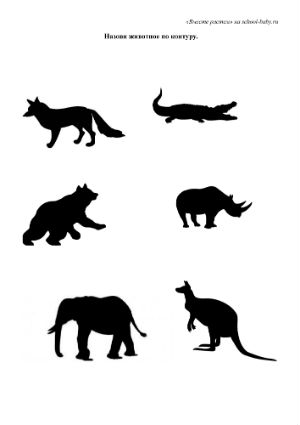 «Вместе растем» на school-baby.ru
Назови животное по контуру.